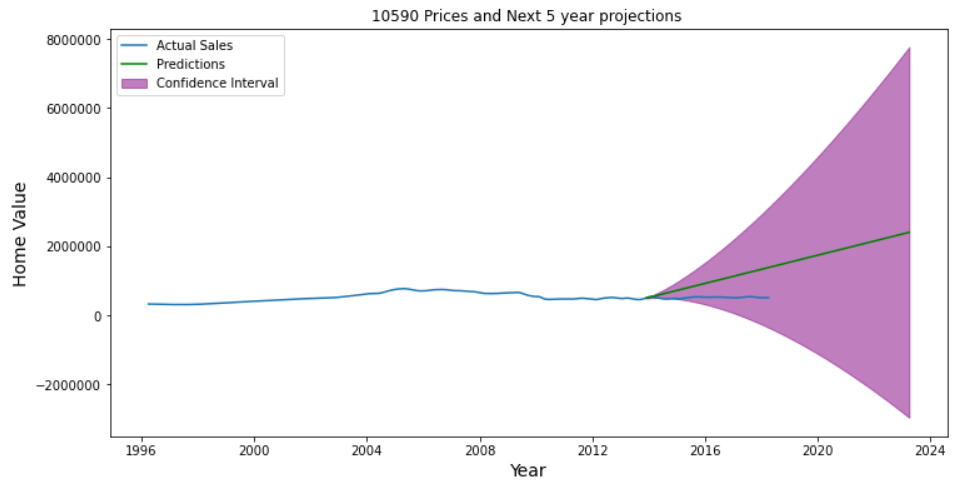 10590 Prices and Next 5 year projections
Actual Sales
Predictions
Confidence Interval
8000000
6000000
4000000
2000000
0
−2000000
Home Value
1996 2000 2004 2008 2012 2016 2020 2024
Year